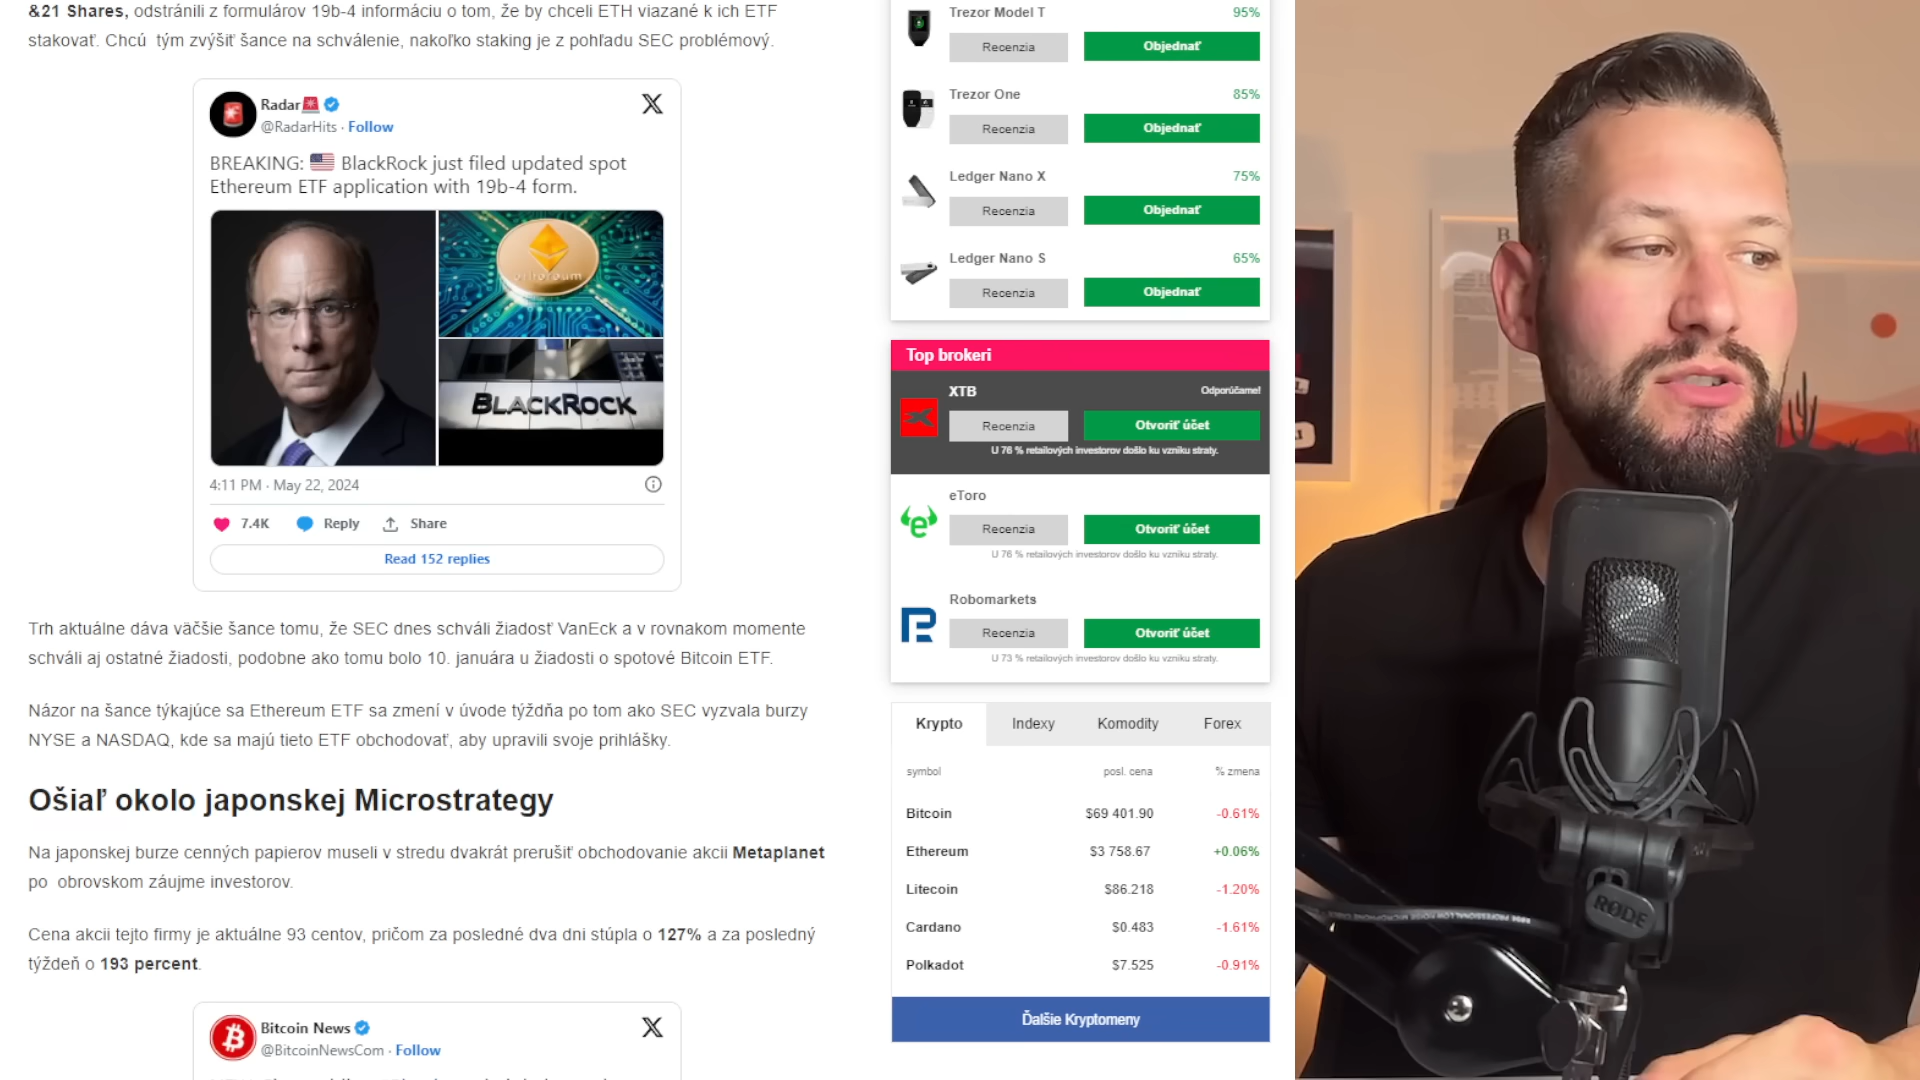 &21 Shares, odstránili z formulárov 19b-4 informáciu o tom, že by chceli ETH viazané k ich ETF
stakovať. Chcú  tým zvýšiť šance na schválenie, nakoľko staking je z pohľadu SEC problémový.
Radar
@RadarHits · Follow
BREAKING: BlackRock just filed updated spot
Ethereum ETF application with 19b-4 form.
ethereum
BLACKROCK
4:11 PM · May 22, 2024
7.4K Reply Share
Read 152 replies
Trh aktuálne dáva väčšie šance tomu, že SEC dnes schváli žiadosť VanEck a v rovnakom momente
schváli aj ostatné žiadosti, podobne ako tomu bolo 10. januára u žiadosti o spotové Bitcoin ETF.
Názor na šance týkajúce sa Ethereum ETF sa zmení v úvode týždňa po tom ako SEC vyzvala burzy
NYSE a NASDAQ, kde sa majú tieto ETF obchodovať, aby upravili svoje prihlášky.
Ošiaľ okolo japonskej Microstrategy
Na japonskej burze cenných papierov museli v stredu dvakrát prerušiť obchodovanie akcii Metaplanet
po  obrovskom záujme investorov.
Cena akcii tejto firmy je aktuálne 93 centov, pričom za posledné dva dni stúpla o 127% a za posledný
týždeň o 193 percent.
Bitcoin News
@BitcoinNewsCom · Follow
Trezor Model T 95%
Recenzia Objednať
Trezor One 85%
Recenzia Objednať
Ledger Nano X 75%
Recenzia Objednať
Ledger Nano S 65%
Recenzia Objednať
Top brokeri
XTB Odporúčame!
Recenzia Otvoriť účet
U 76 % retailových investorov došlo ku vzniku straty.
eToro
Recenzia Otvoriť účet
U 76 % retailových investorov došlo ku vzniku straty.
Robomarkets
Recenzia Otvoriť účet
U 73 % retailových investorov došlo ku vzniku straty.
Krypto Indexy Komodity Forex
symbol posl. cena % zmena
Bitcoin $69 401.90 -0.61%
Ethereum $3 758.67 +0.06%
Litecoin $86.218 -1.20%
Cardano $0.483 -1.61%
Polkadot $7.525 -0.91%
Ďalšie Kryptomeny
RØDE